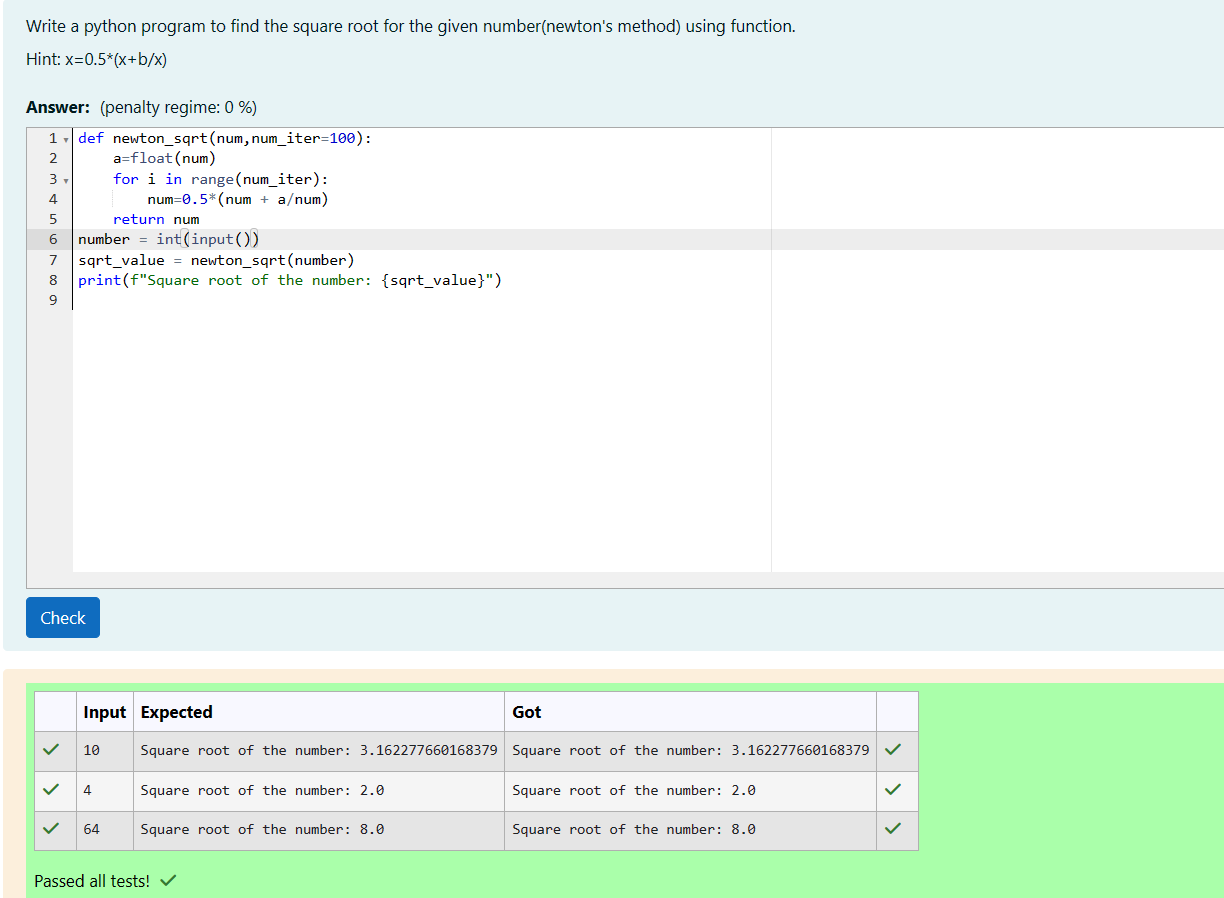 Write a python program to find the square root for the given number(newton's method) using function.
Hint: x=0.5*(x+b/x)
Answer: (penalty regime: 0 %)
1 def newton_sqrt(num,num_iter=100):
2     a=float(num)
3     for i in range(num_iter):
4         num=0.5*(num + a/num)
5     return num
6 number = int(input())
7 sqrt_value = newton_sqrt(number)
8 print(f"Square root of the number: {sqrt_value}")
9
Check
Input Expected Got
10 Square root of the number: 3.162277660168379 Square root of the number: 3.162277660168379
4 Square root of the number: 2.0 Square root of the number: 2.0
64 Square root of the number: 8.0 Square root of the number: 8.0
Passed all tests!